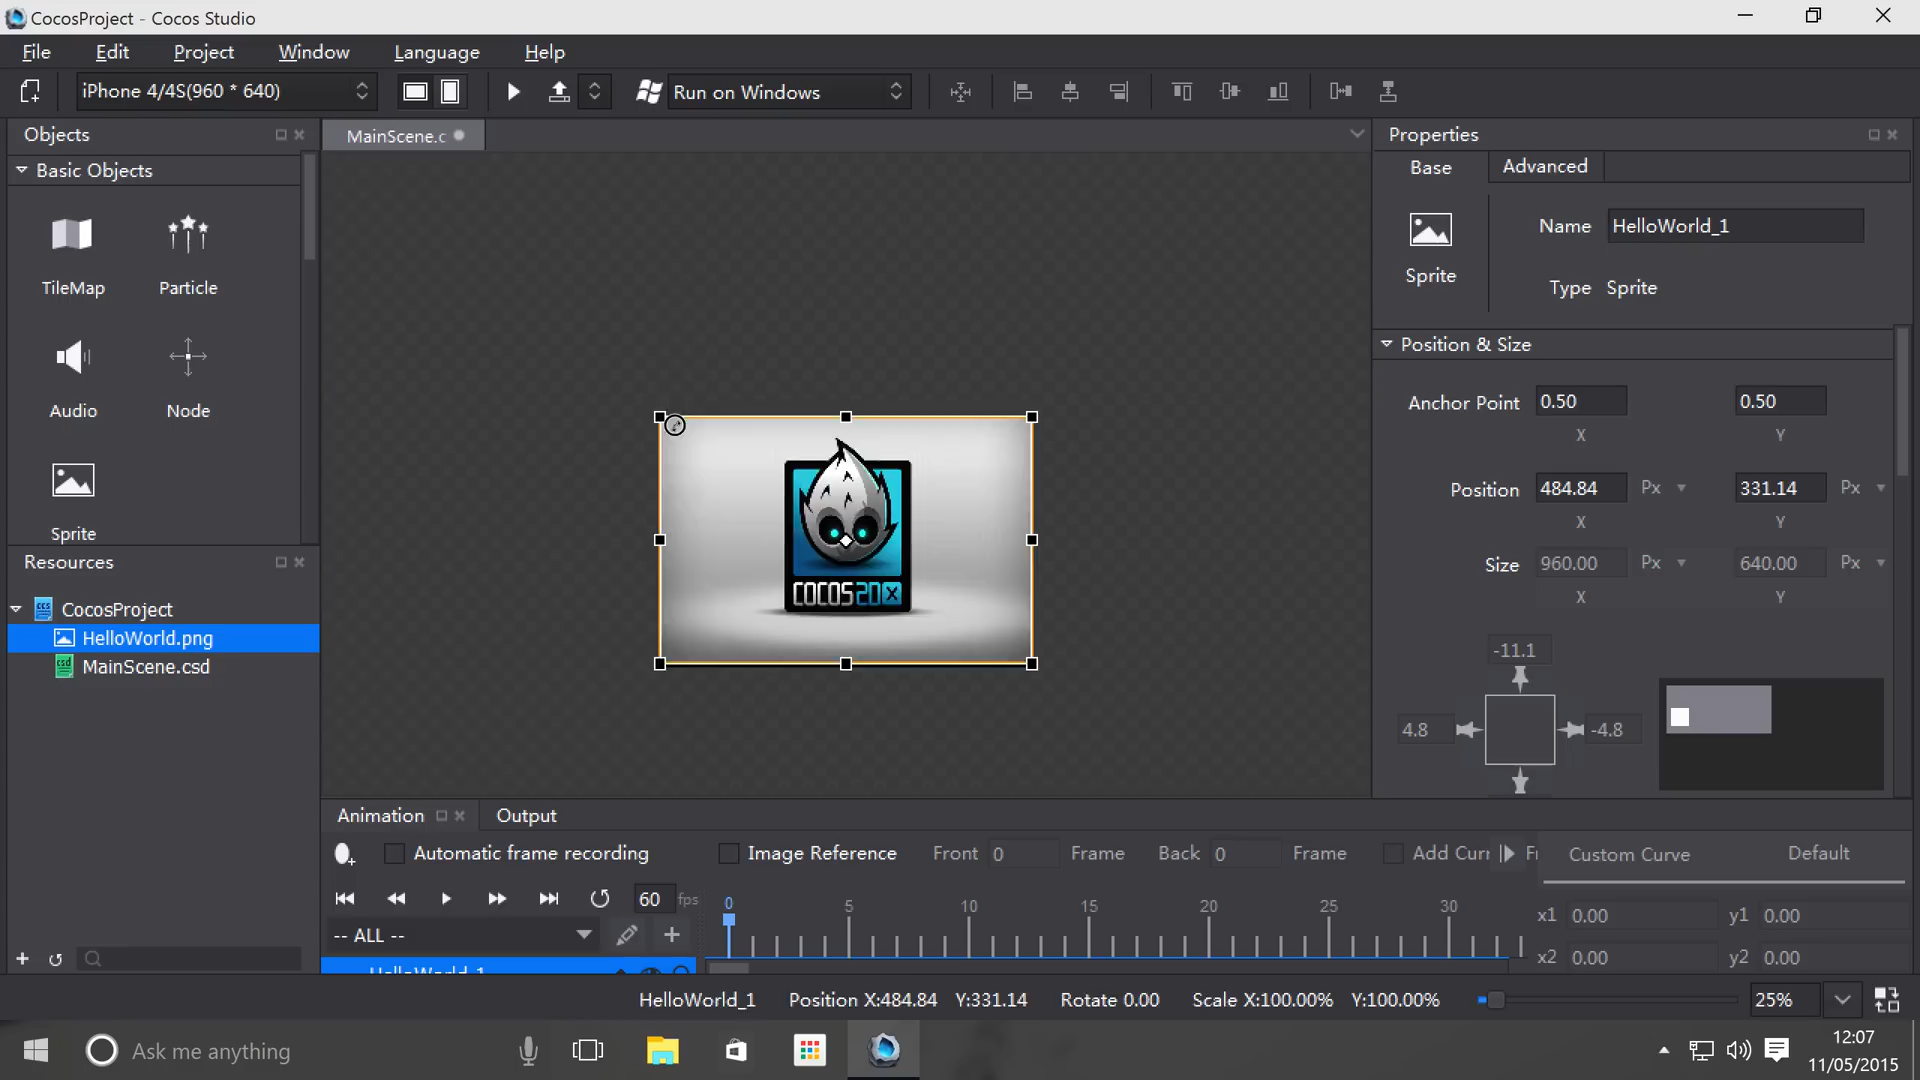 CocosProject - Cocos Studio
File Edit Project Window Language Help
iPhone 4/4S(960 * 640) Run on Windows
Objects
Basic Objects
TileMap Particle
Audio Node
Sprite
Resources
CocosProject
HelloWorld.png
MainScene.csd
MainScene.c
COCOS2DX
Properties
Base Advanced
Name HelloWorld_1
Sprite
Type Sprite
Position & Size
Anchor Point 0.50 0.50
X Y
Position 484.84 Px 331.14 Px
X Y
Size 960.00 Px 640.00 Px
X Y
-11.1
4.8 -4.8
Animation Output
Automatic frame recording Image Reference Front 0 Frame Back 0 Frame Add Curr Fr Custom Curve Default
60 fps 0 5 10 15 20 25 30
x1 0.00 y1 0.00
-- ALL --
x2 0.00 y2 0.00
HelloWorld_1
HelloWorld_1 Position X:484.84 Y:331.14 Rotate 0.00 Scale X:100.00% Y:100.00% 25%
Ask me anything
12:07
11/05/2015